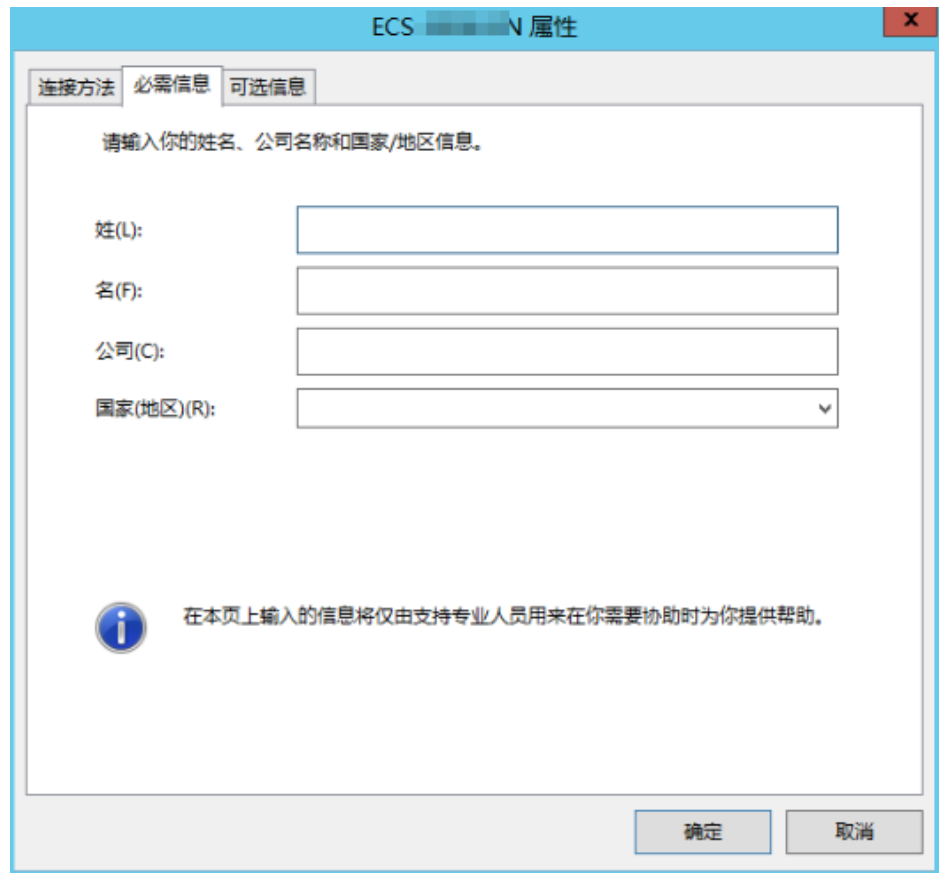 ECS N 属性
x
连接方法 必需信息 可选信息
请输入你的姓名、公司名称和国家/地区信息。
姓(L):
名(F):
公司(C):
国家(地区)(R):
在本页上输入的信息将仅由支持专业人员用来在你需要协助时为你提供帮助。
确定 取消